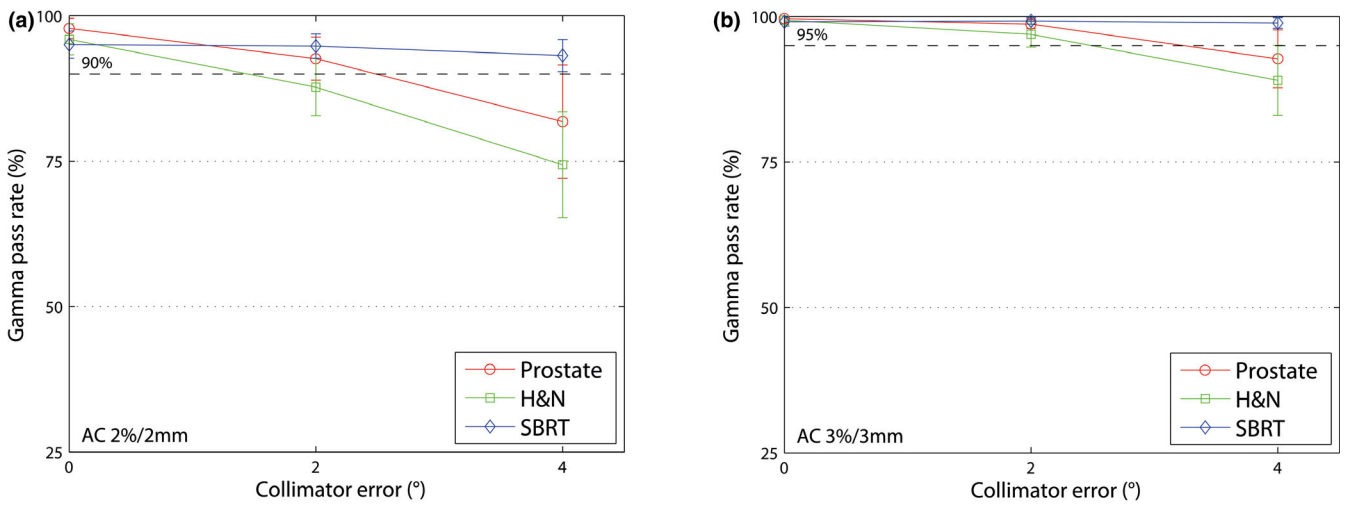 (a)
100
90%
75
50
25
Gamma pass rate (%)
Prostate
H&N
SBRT
AC 2%/2mm
0
2
4
Collimator error (°)
(b)
100
95%
75
50
25
Gamma pass rate (%)
Prostate
H&N
SBRT
AC 3%/3mm
0
2
4
Collimator error (°)